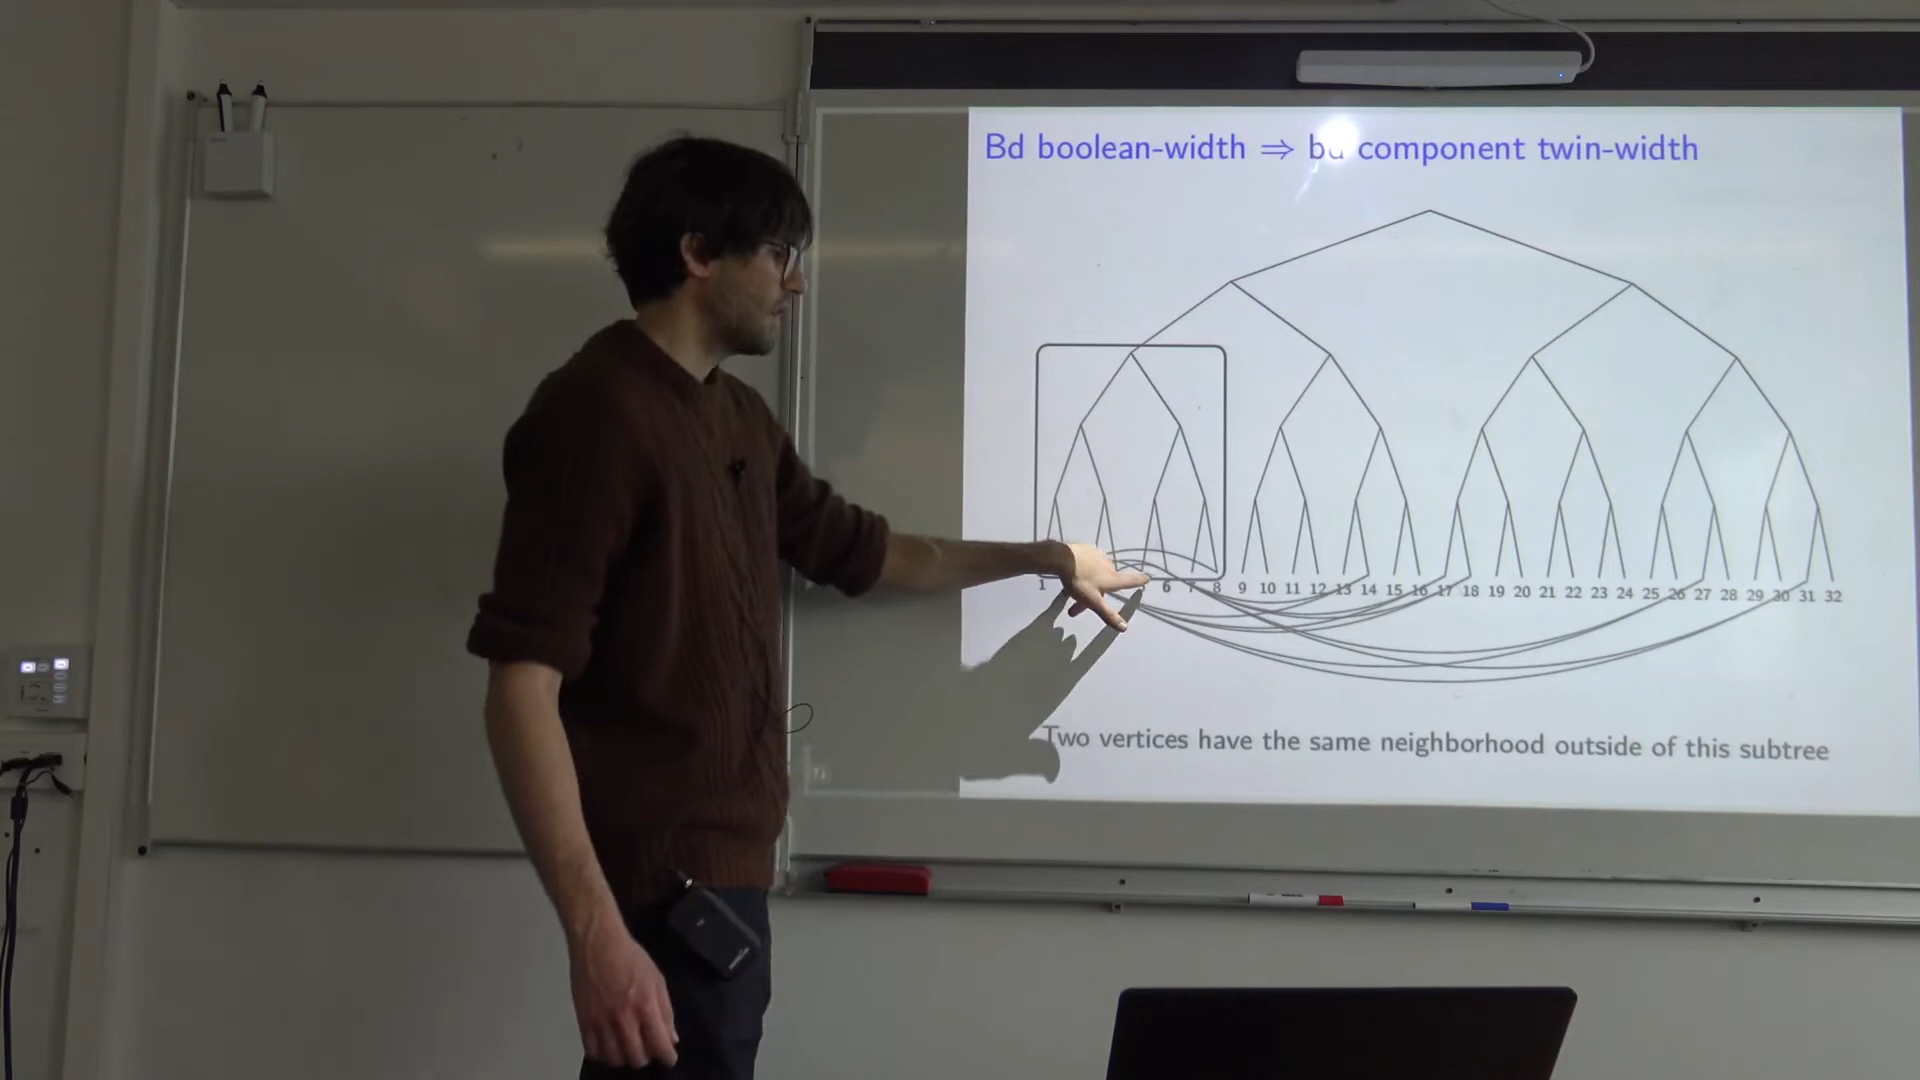 Bd boolean-width ⇒ bd component twin-width
1 6 7 8 9 10 11 12 13 14 15 16 17 18 19 20 21 22 23 24 25 26 27 28 29 30 31 32
Two vertices have the same neighborhood outside of this subtree